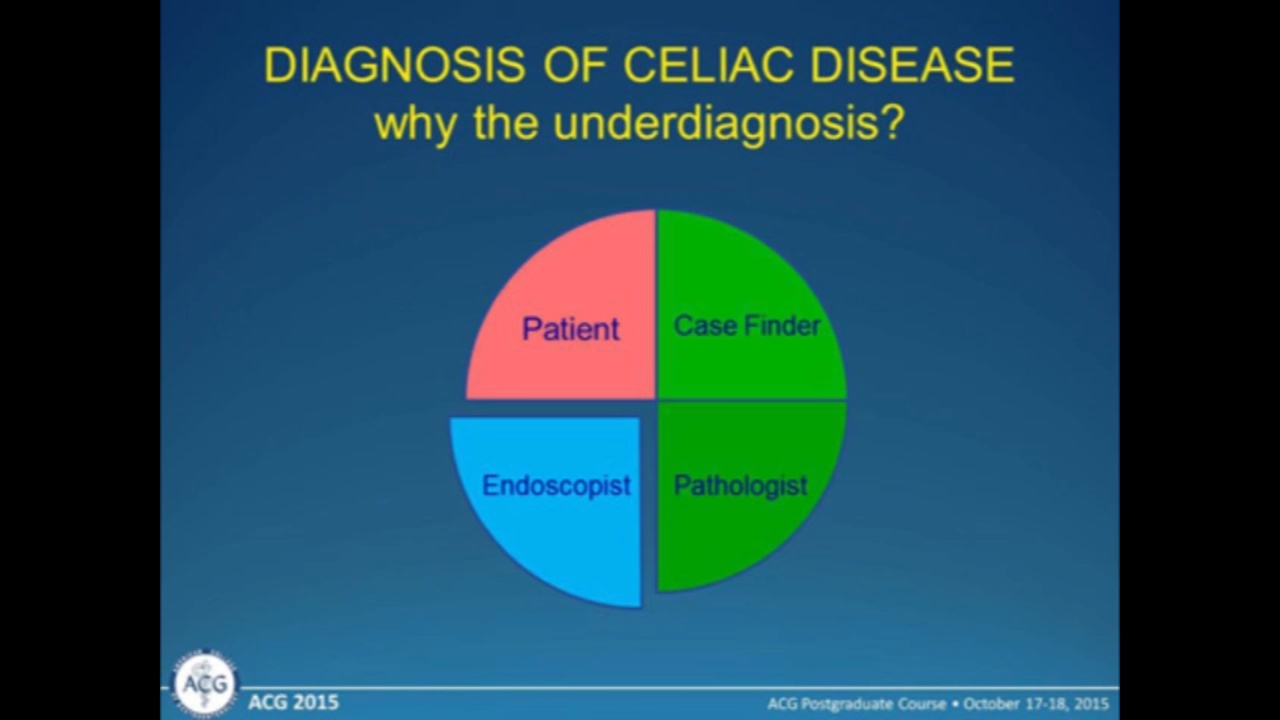 DIAGNOSIS OF CELIAC DISEASE
why the underdiagnosis?
Patient
Case Finder
Endoscopist
Pathologist
ACG
ACG 2015
ACG Postgraduate Course • October 17-18, 2015